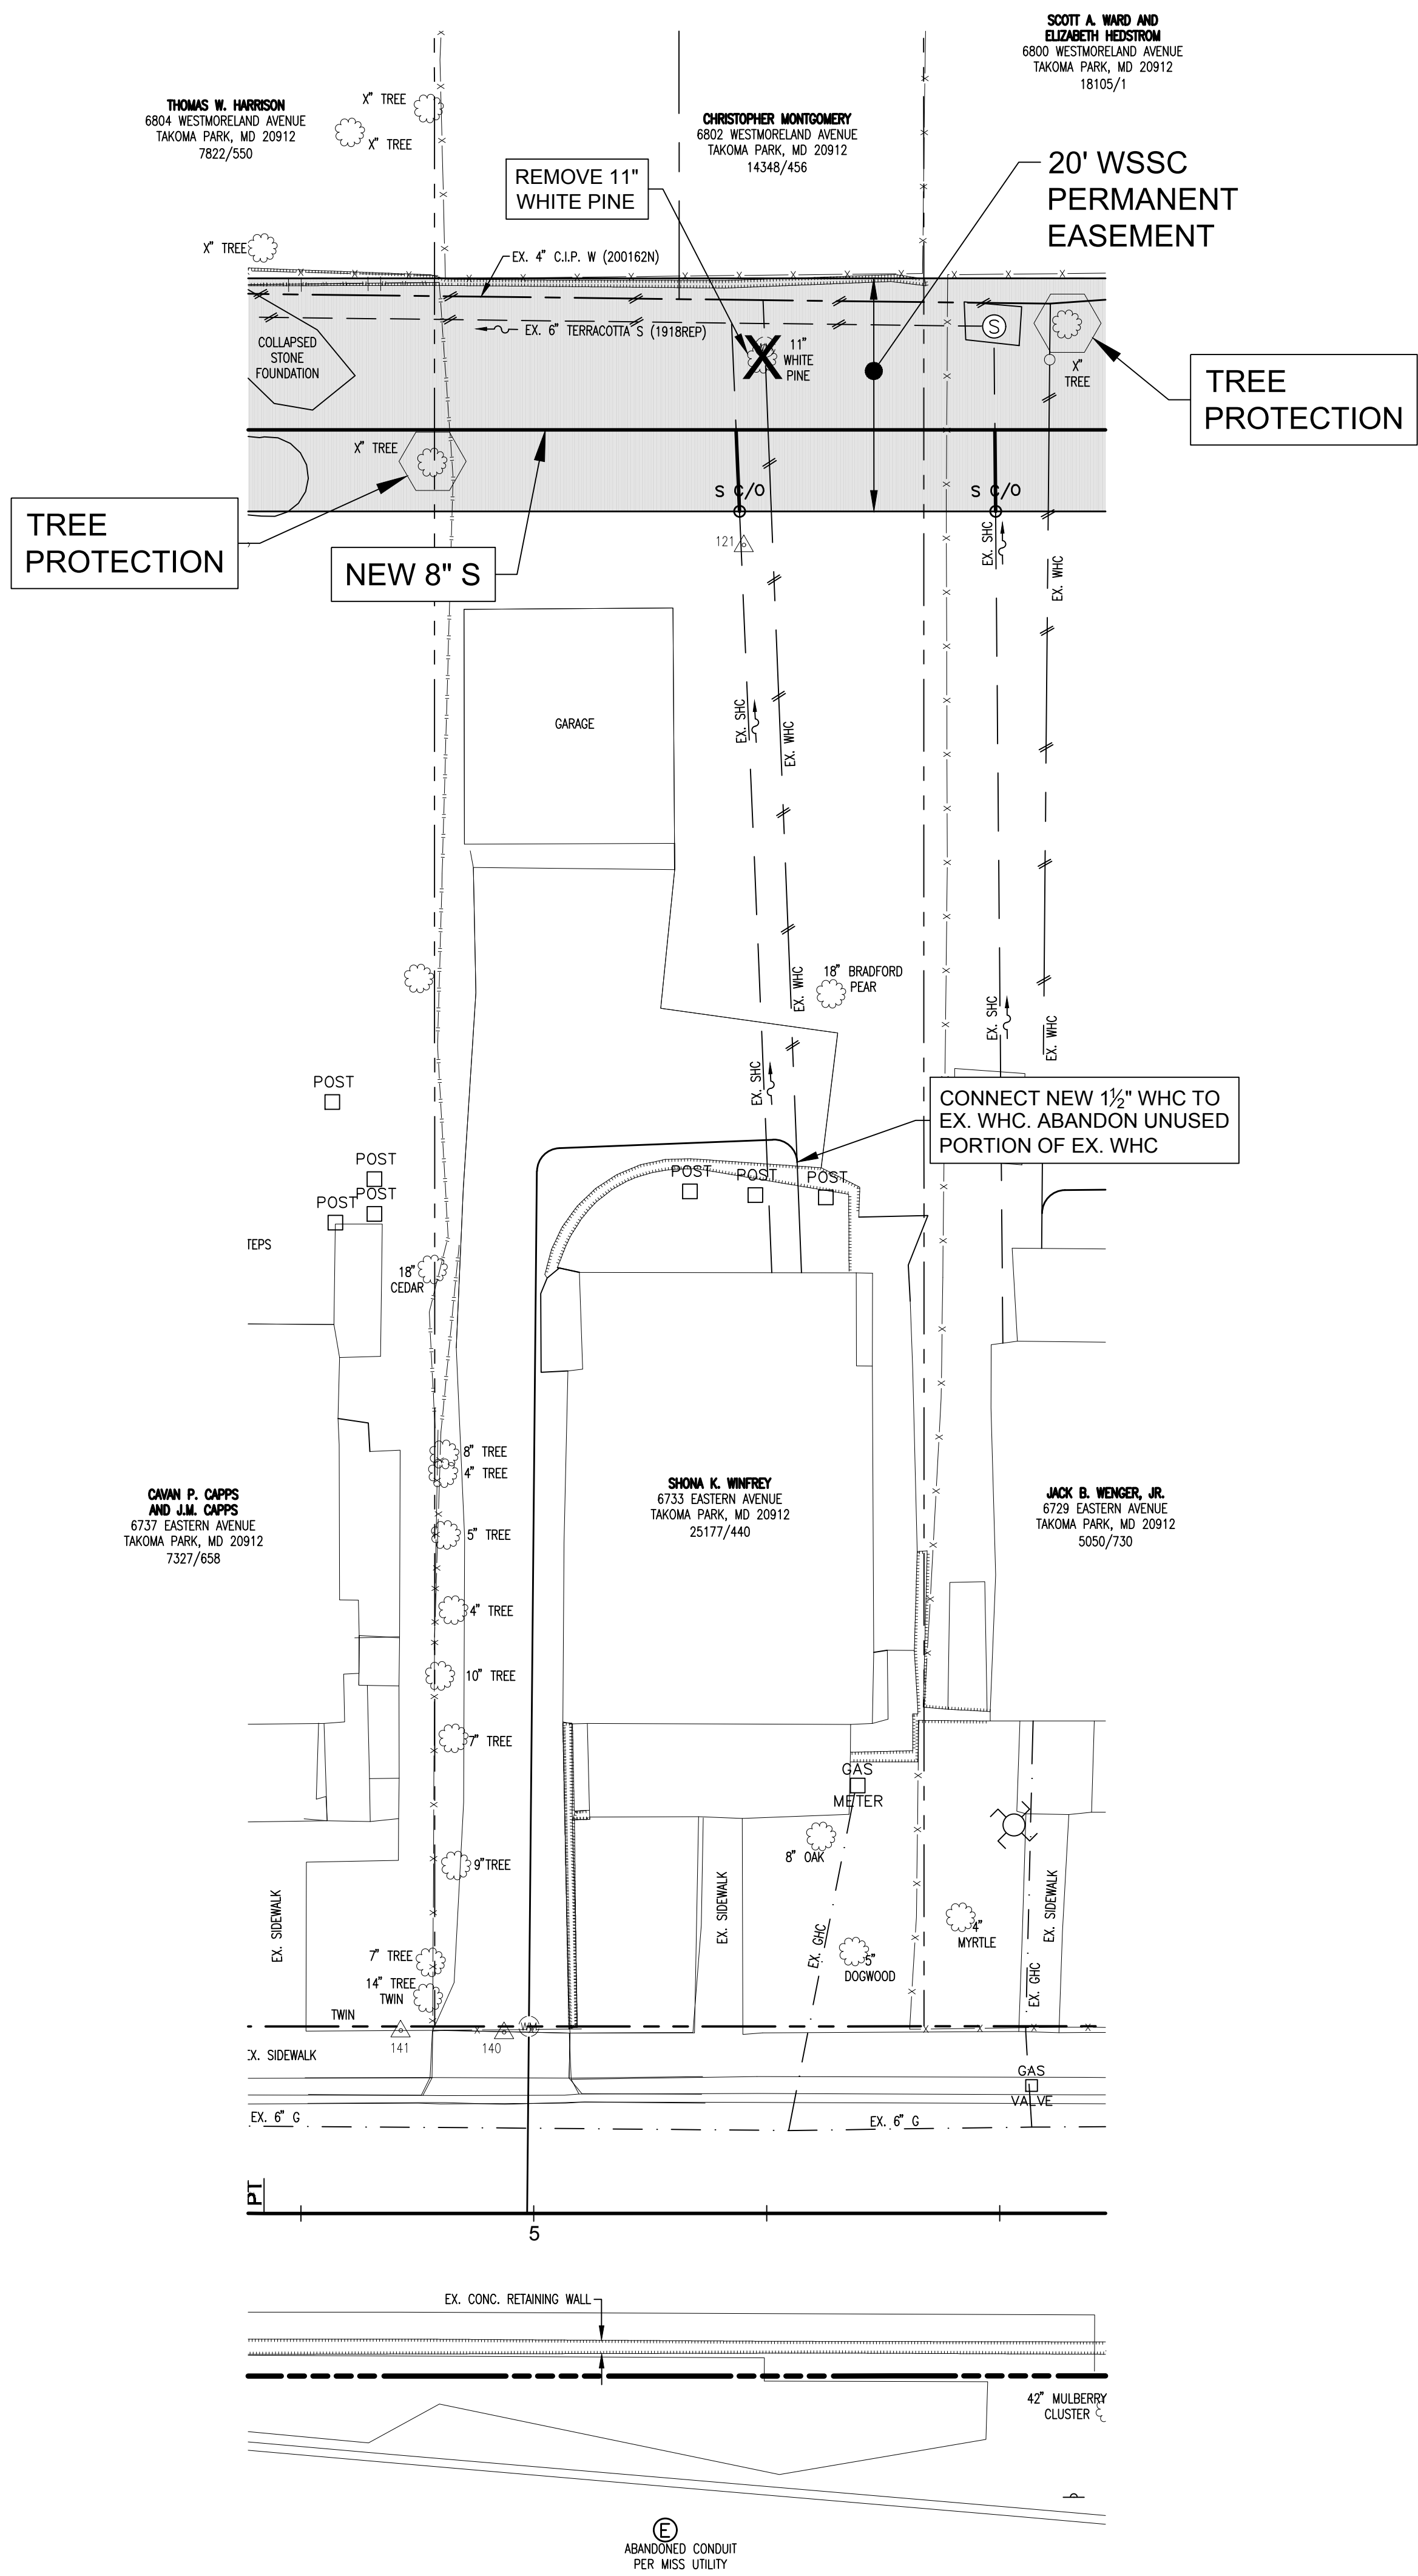 SCOTT A. WARD AND
ELIZABETH HEDSTROM
6800 WESTMORELAND AVENUE
TAKOMA PARK, MD 20912
18105/1
THOMAS W. HARRISON
6804 WESTMORELAND AVENUE
TAKOMA PARK, MD 20912
7822/550
X" TREE
X" TREE
CHRISTOPHER MONTGOMERY
6802 WESTMORELAND AVENUE
TAKOMA PARK, MD 20912
14348/456
REMOVE 11"
WHITE PINE
20' WSSC
PERMANENT
EASEMENT
X" TREE
EX. 4" C.I.P. W (200162N)
EX. 6" TERRACOTTA S (1918REP)
S
COLLAPSED
STONE
FOUNDATION
11"
WHITE
PINE
X"
TREE
TREE
PROTECTION
X" TREE
S C/O
S C/O
TREE
PROTECTION
NEW 8" S
121
EX. SHC
EX. WHC
GARAGE
EX. SHC
EX. WHC
18" BRADFORD
PEAR
EX. WHC
EX. SHC
EX. WHC
EX. SHC
POST
CONNECT NEW 1½" WHC TO
EX. WHC. ABANDON UNUSED
PORTION OF EX. WHC
POST
POST
POST
POST
POST
POST
TEPS
18"
CEDAR
8" TREE
4" TREE
CAVAN P. CAPPS
AND J.M. CAPPS
6737 EASTERN AVENUE
TAKOMA PARK, MD 20912
7327/658
SHONA K. WINFREY
6733 EASTERN AVENUE
TAKOMA PARK, MD 20912
25177/440
JACK B. WENGER, JR.
6729 EASTERN AVENUE
TAKOMA PARK, MD 20912
5050/730
5" TREE
4" TREE
10" TREE
7" TREE
GAS
METER
8" OAK
9"TREE
EX. SIDEWALK
EX. SIDEWALK
EX. GHC
EX. SIDEWALK
4"
MYRTLE
5"
DOGWOOD
EX. GHC
7" TREE
14" TREE
TWIN
TWIN
WM
141
140
EX. SIDEWALK
GAS
VALVE
EX. 6" G
EX. 6" G
PT
5
EX. CONC. RETAINING WALL
42" MULBERRY
CLUSTER
E
ABANDONED CONDUIT
PER MISS UTILITY